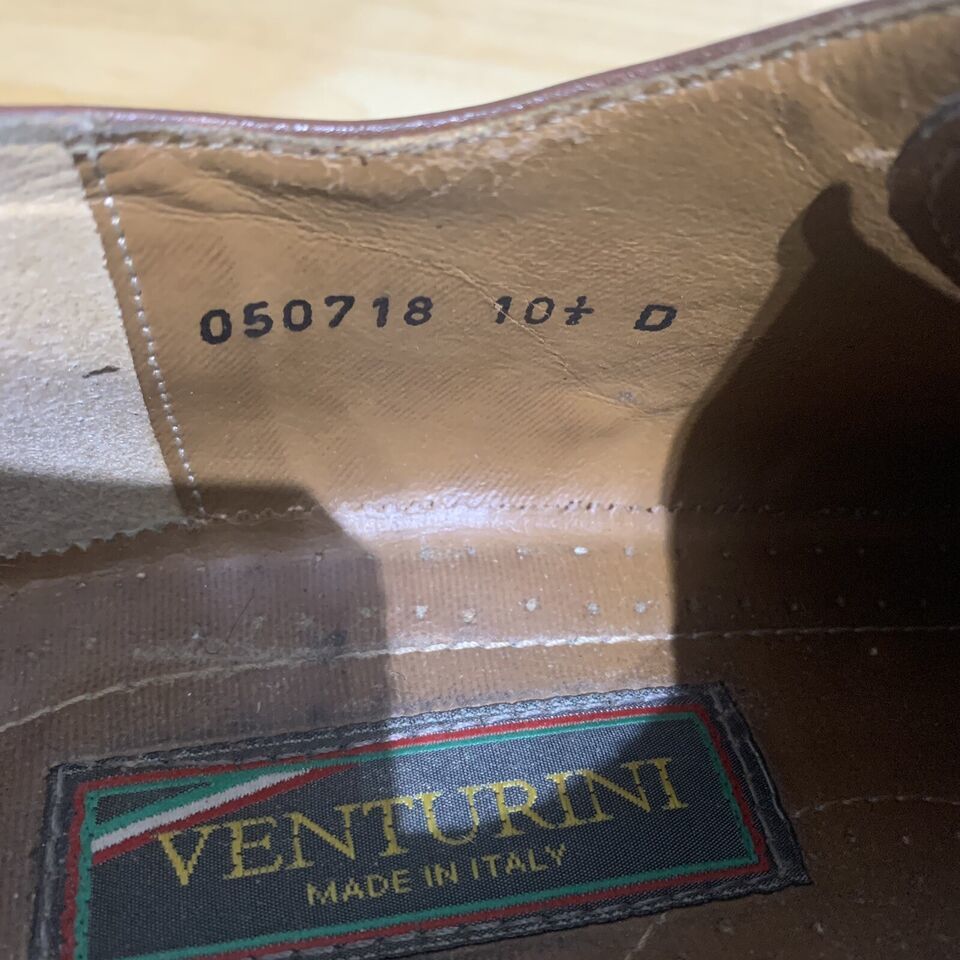 050718 10½ D
VENTURINI
MADE IN ITALY